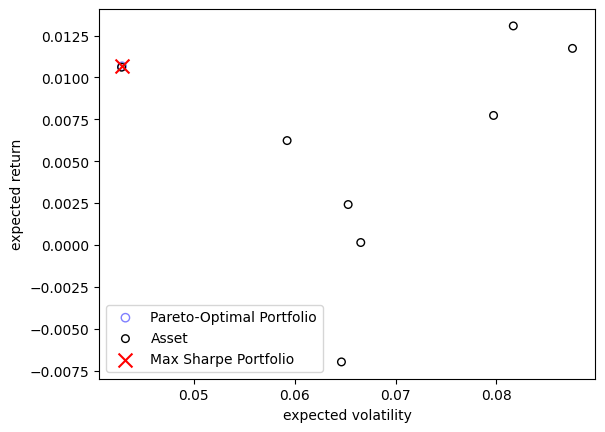 0.0125
0.0100
0.0075
0.0050
0.0025
0.0000
−0.0025
−0.0050
−0.0075
expected return
Pareto-Optimal Portfolio
Asset
Max Sharpe Portfolio
0.05 0.06 0.07 0.08
expected volatility